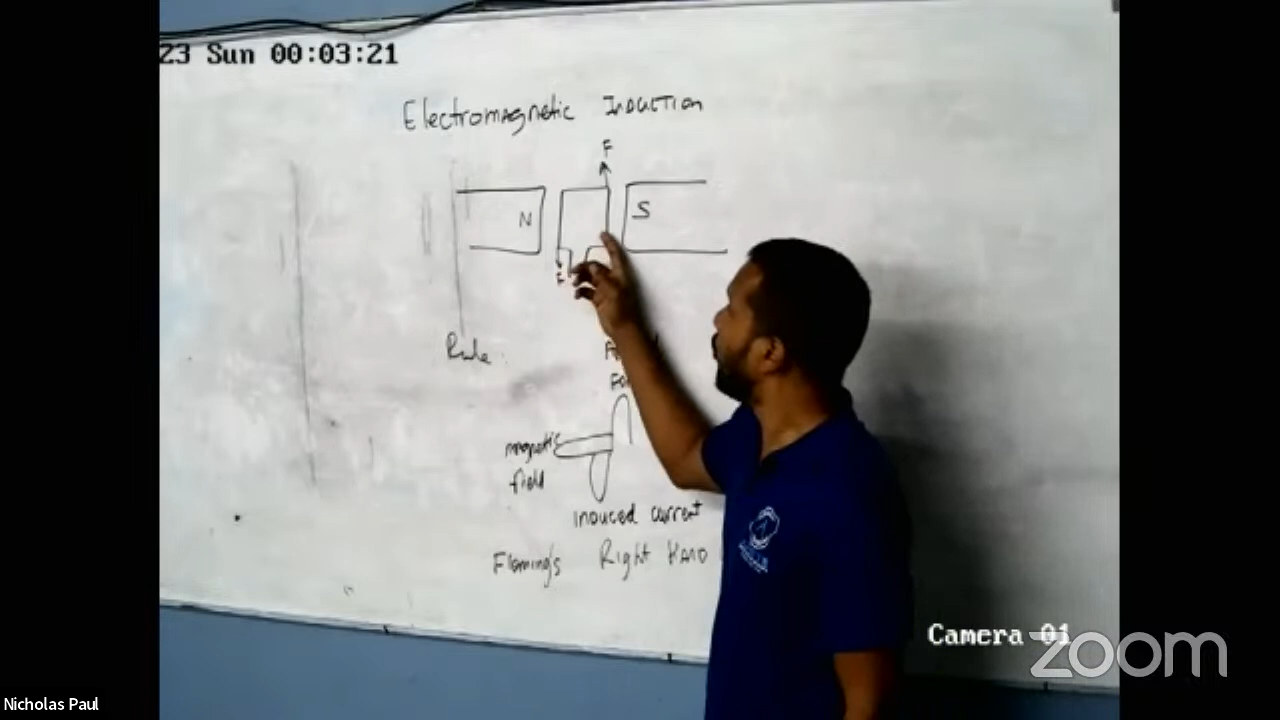 23 Sun 00:03:21
Electromagnetic INDUCTION
F
N
S
Rule
magnetic
field
induced current
Fleming's Right HAND
Camera 01
zoom
Nicholas Paul